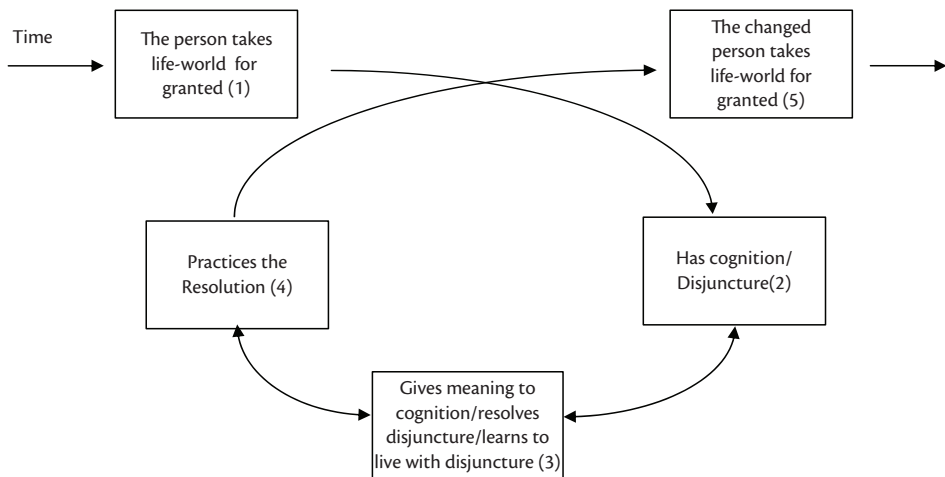 Time
The person takes
life-world for
granted (1)
The changed
person takes
life-world for
granted (5)
Practices the
Resolution (4)
Has cognition/
Disjuncture(2)
Gives meaning to
cognition/resolves
disjuncture/learns to
live with disjuncture (3)